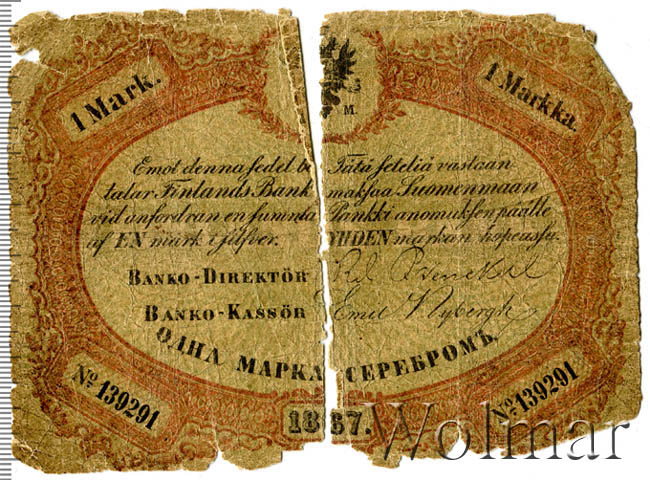 1 Mark.
1 Markka.
M.
Emot denna sedel be Tätä seteliä vastaan
talar Finlands Bank maksaa Suomenmaan
vid anfordran en summa Pankki anomuksen päälle
af EN mark i silfver. YHDEN markan hopeassa.
BANKO-DIREKTÖR
BANKO-KASSÖR Emil Nybergh
ОДНА МАРКА СЕРЕБРОМЪ.
№ 139291
№ 139291
1867.
Wolmar